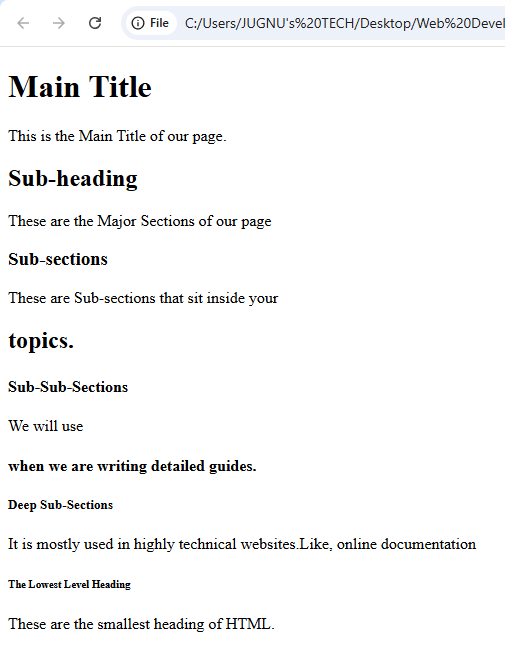 File C:/Users/JUGNU's%20TECH/Desktop/Web%20Devel
Main Title
This is the Main Title of our page.
Sub-heading
These are the Major Sections of our page
Sub-sections
These are Sub-sections that sit inside your
topics.
Sub-Sub-Sections
We will use
when we are writing detailed guides.
Deep Sub-Sections
It is mostly used in highly technical websites.Like, online documentation
The Lowest Level Heading
These are the smallest heading of HTML.